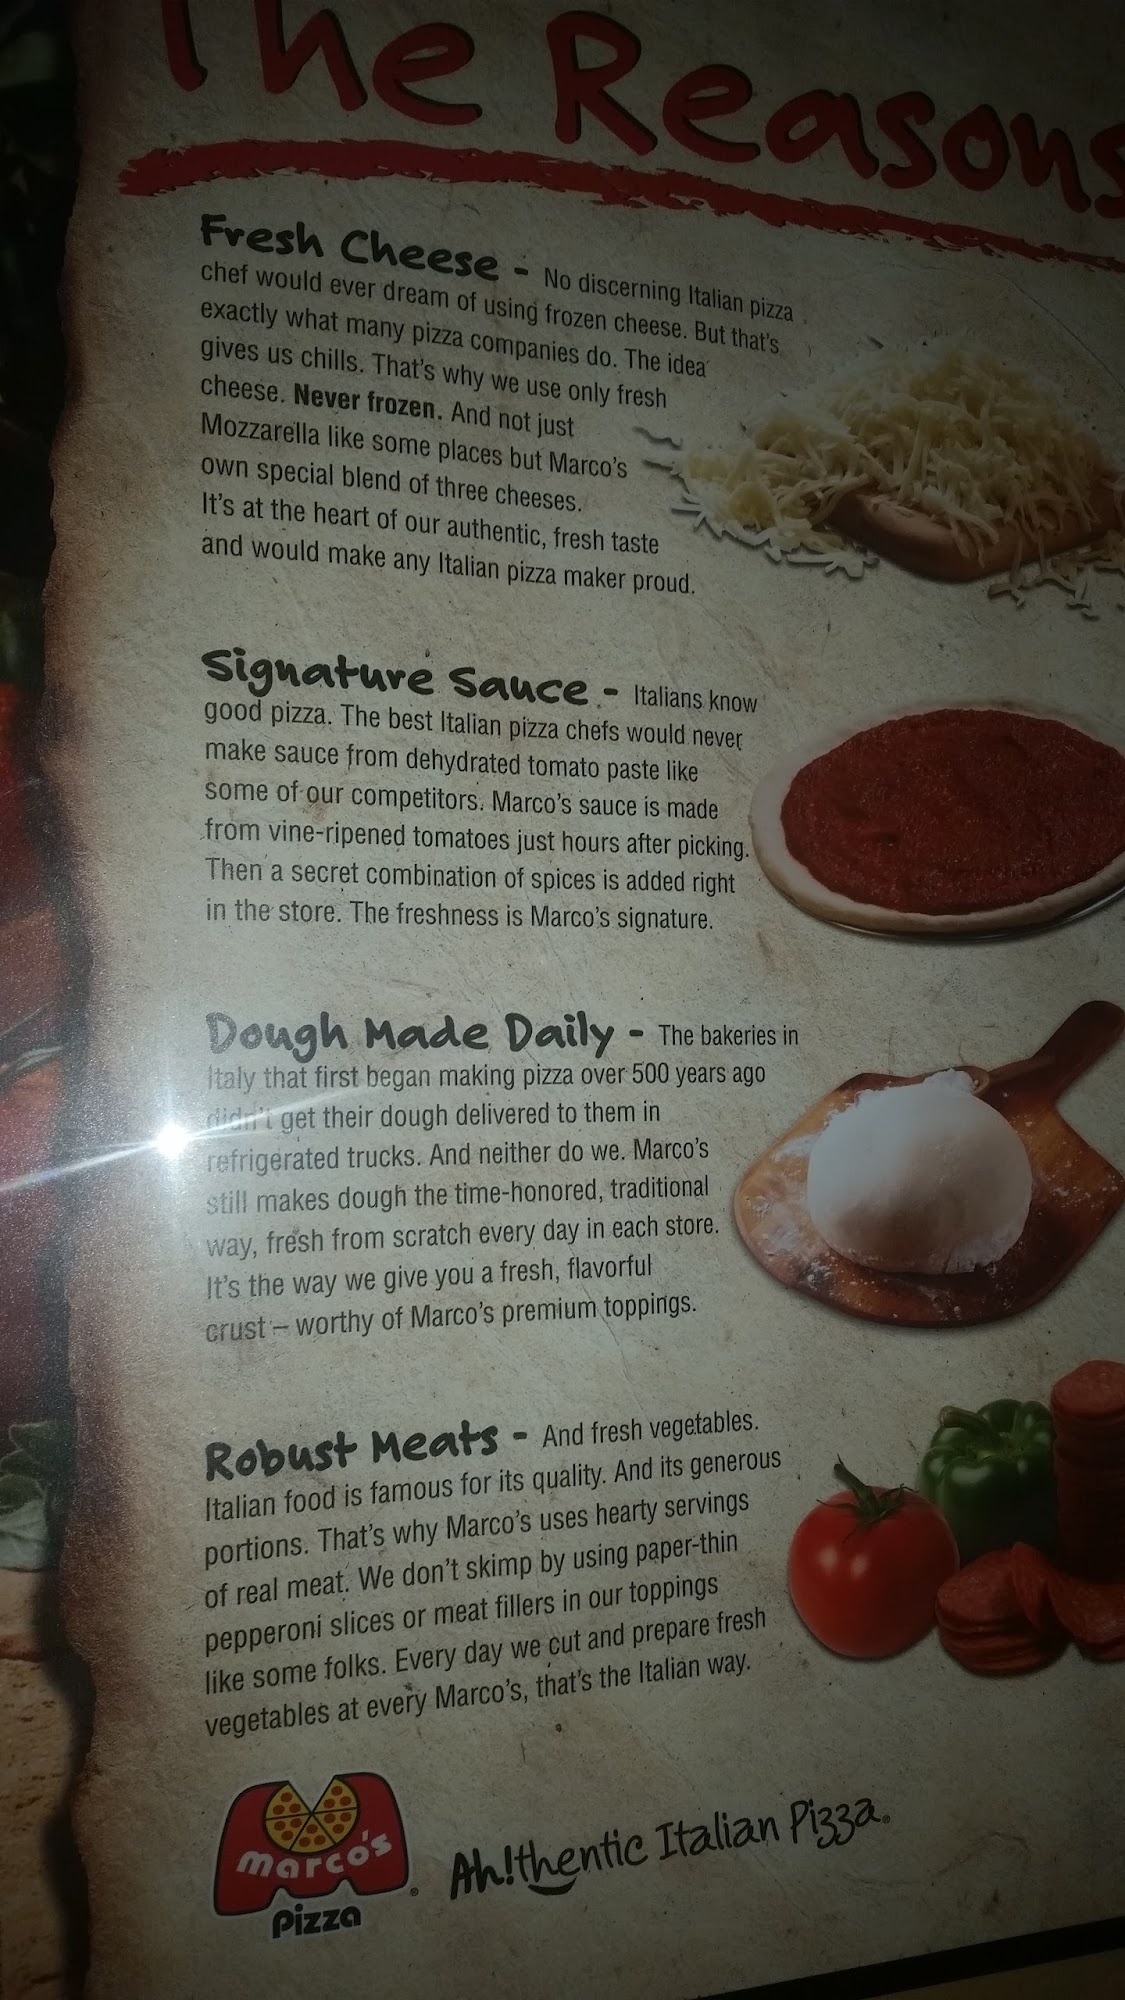 The Reasons
Fresh Cheese - No discerning Italian pizza
chef would ever dream of using frozen cheese. But that's
exactly what many pizza companies do. The idea
gives us chills. That's why we use only fresh
cheese. Never frozen. And not just
Mozzarella like some places but Marco's
own special blend of three cheeses.
It's at the heart of our authentic, fresh taste
and would make any Italian pizza maker proud.
Signature Sauce - Italians know
good pizza. The best Italian pizza chefs would never
make sauce from dehydrated tomato paste like
some of our competitors. Marco's sauce is made
from vine-ripened tomatoes just hours after picking.
Then a secret combination of spices is added right
in the store. The freshness is Marco's signature.
Dough Made Daily - The bakeries in
Italy that first began making pizza over 500 years ago
didn't get their dough delivered to them in
refrigerated trucks. And neither do we. Marco's
still makes dough the time-honored, traditional
way, fresh from scratch every day in each store.
It's the way we give you a fresh, flavorful
crust – worthy of Marco's premium toppings.
Robust Meats - And fresh vegetables.
Italian food is famous for its quality. And its generous
portions. That's why Marco's uses hearty servings
of real meat. We don't skimp by using paper-thin
pepperoni slices or meat fillers in our toppings
like some folks. Every day we cut and prepare fresh
vegetables at every Marco's, that's the Italian way.
Marco's
Pizza
Ah!thentic Italian Pizza®